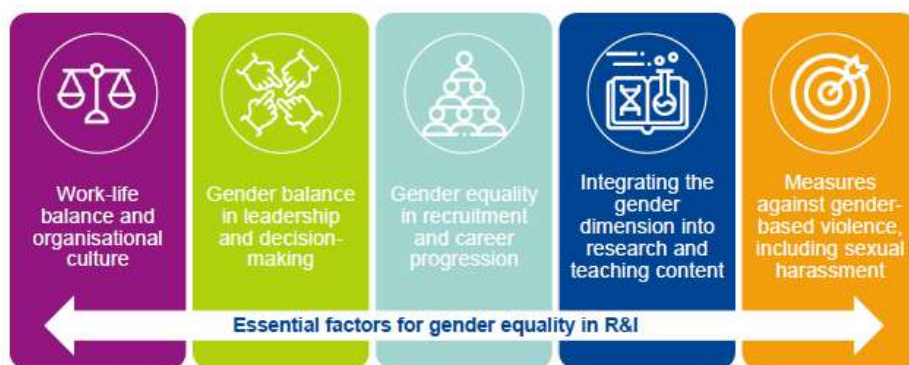 Work-life
balance and
organisational
culture
Gender balance
in leadership
and decision-
making
Gender equality
in recruitment
and career
progression
Integrating the
gender
dimension into
research and
teaching content
Measures
against gender-
based violence,
including sexual
harassment
Essential factors for gender equality in R&I